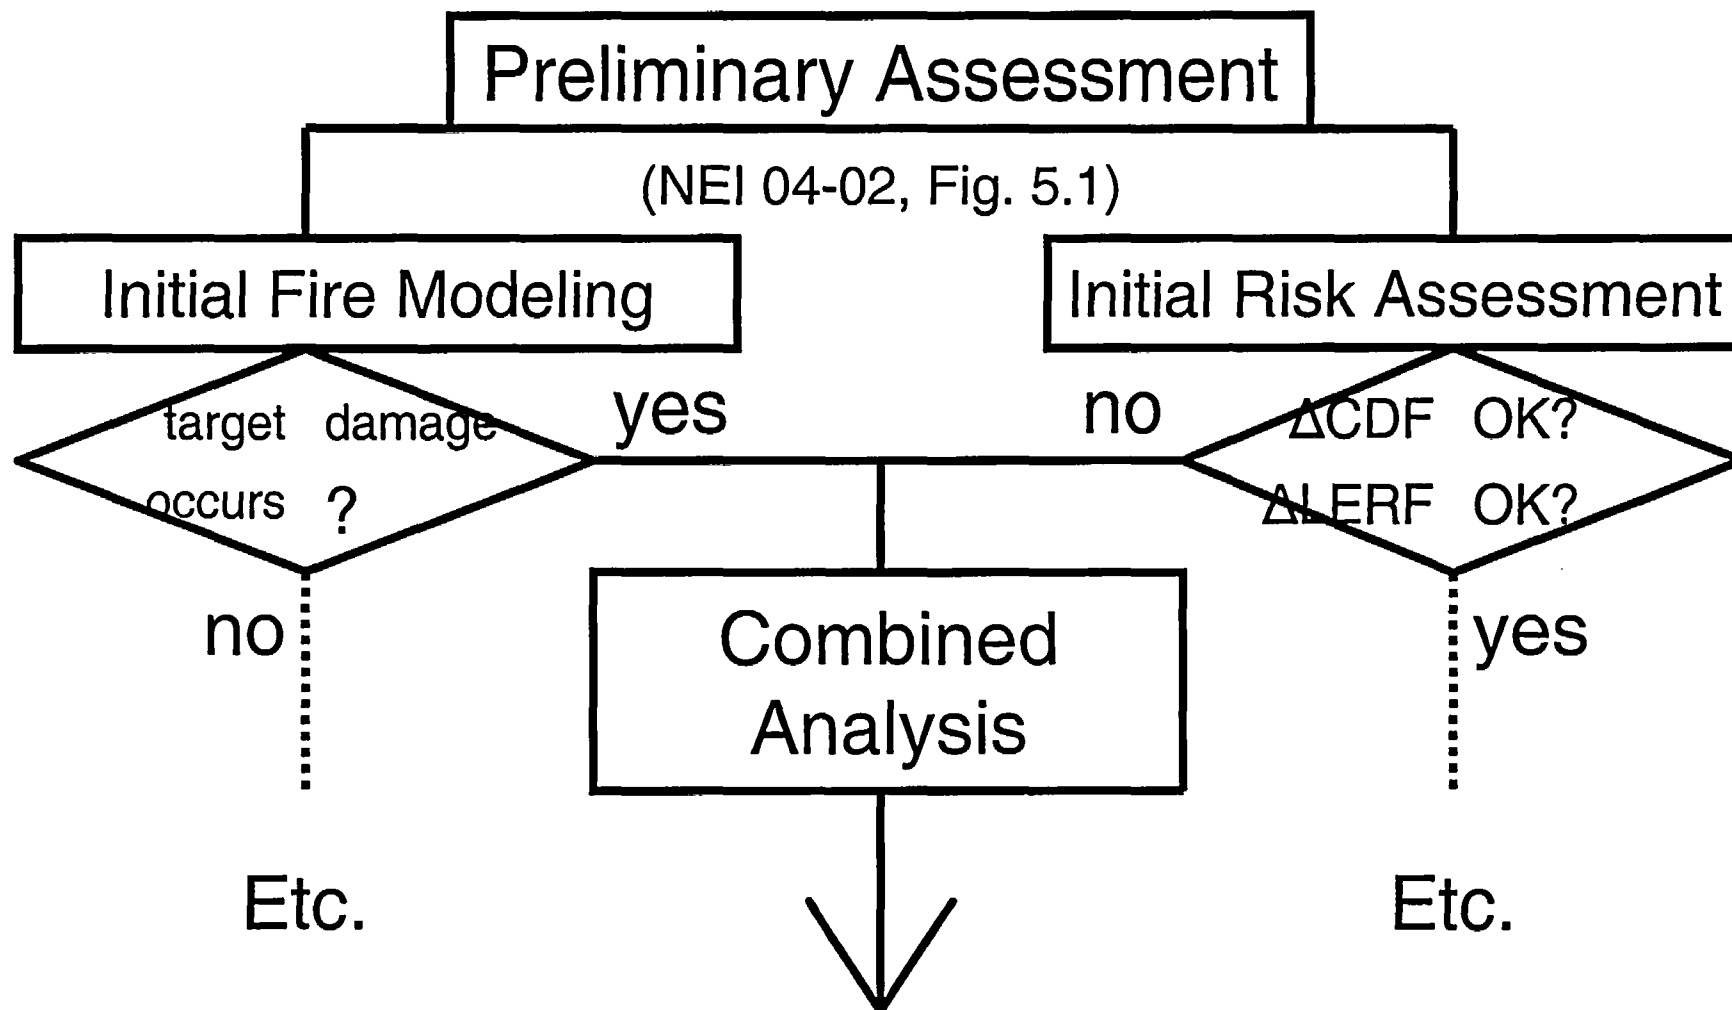 Preliminary Assessment
(NEI 04-02, Fig. 5.1)
Initial Fire Modeling
Initial Risk Assessment
target damage
occurs ?
yes
no
ΔCDF OK?
ΔLERF OK?
no
Combined
Analysis
yes
Etc.
Etc.